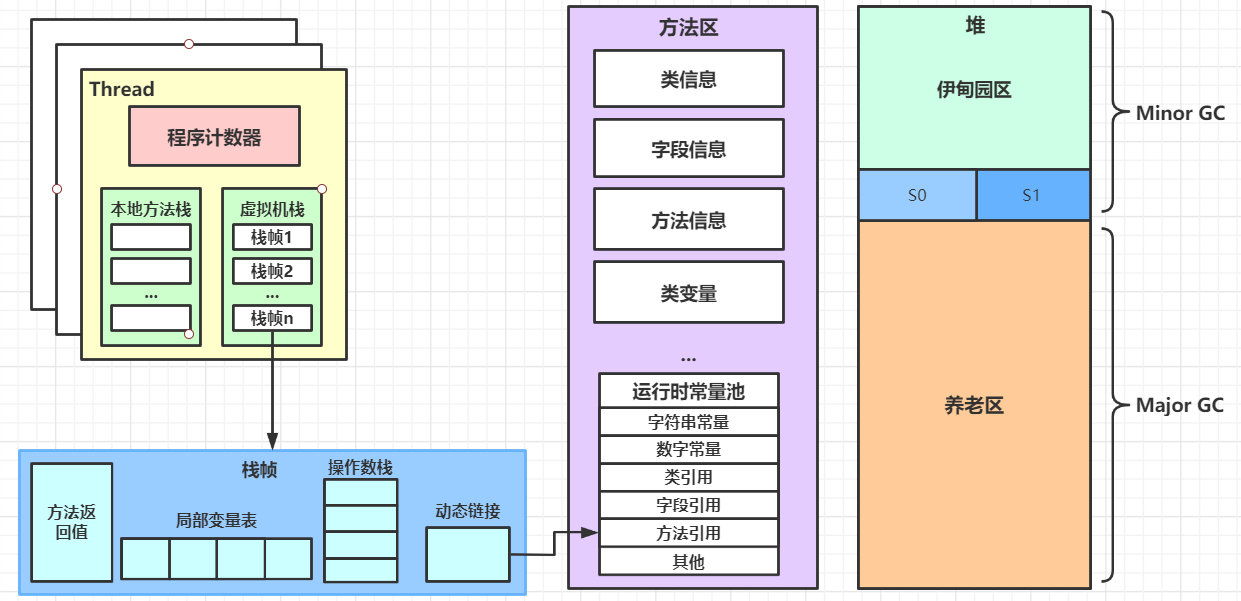 Thread
程序计数器
本地方法栈
...
虚拟机栈
栈帧1
栈帧2
...
栈帧n
栈帧
方法返
回值
局部变量表
操作数栈
动态链接
方法区
类信息
字段信息
方法信息
类变量
...
运行时常量池
字符串常量
数字常量
类引用
字段引用
方法引用
其他
堆
伊甸园区
S0
S1
养老区
Minor GC
Major GC